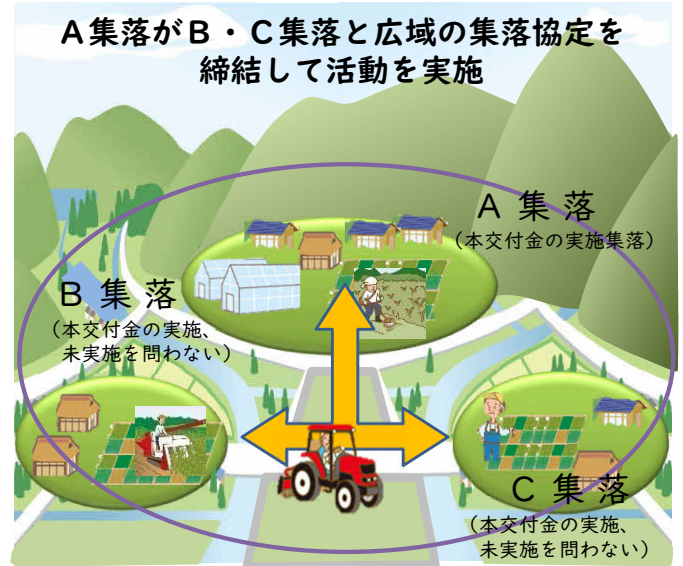 A集落がB・C集落と広域の集落協定を
締結して活動を実施
A 集 落
(本交付金の実施集落)
B 集 落
(本交付金の実施、
未実施を問わない)
C 集 落
(本交付金の実施、
未実施を問わない)